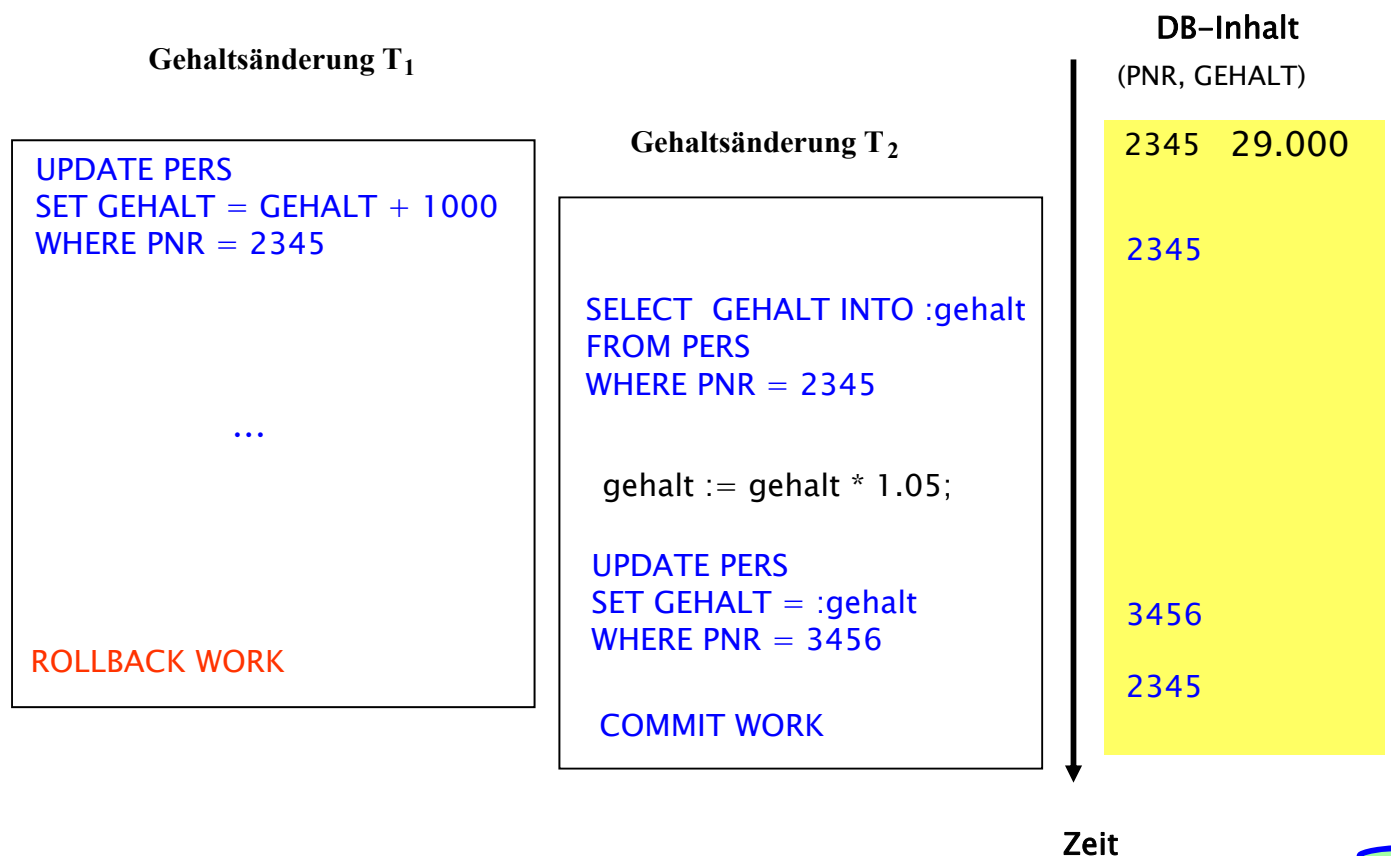 Gehaltsänderung T1
UPDATE PERS
SET GEHALT = GEHALT + 1000
WHERE PNR = 2345
...
ROLLBACK WORK
Gehaltsänderung T2
SELECT GEHALT INTO :gehalt
FROM PERS
WHERE PNR = 2345
gehalt := gehalt * 1.05;
UPDATE PERS
SET GEHALT = :gehalt
WHERE PNR = 3456
COMMIT WORK
DB-Inhalt
(PNR, GEHALT)
2345 29.000
2345
3456
2345
Zeit